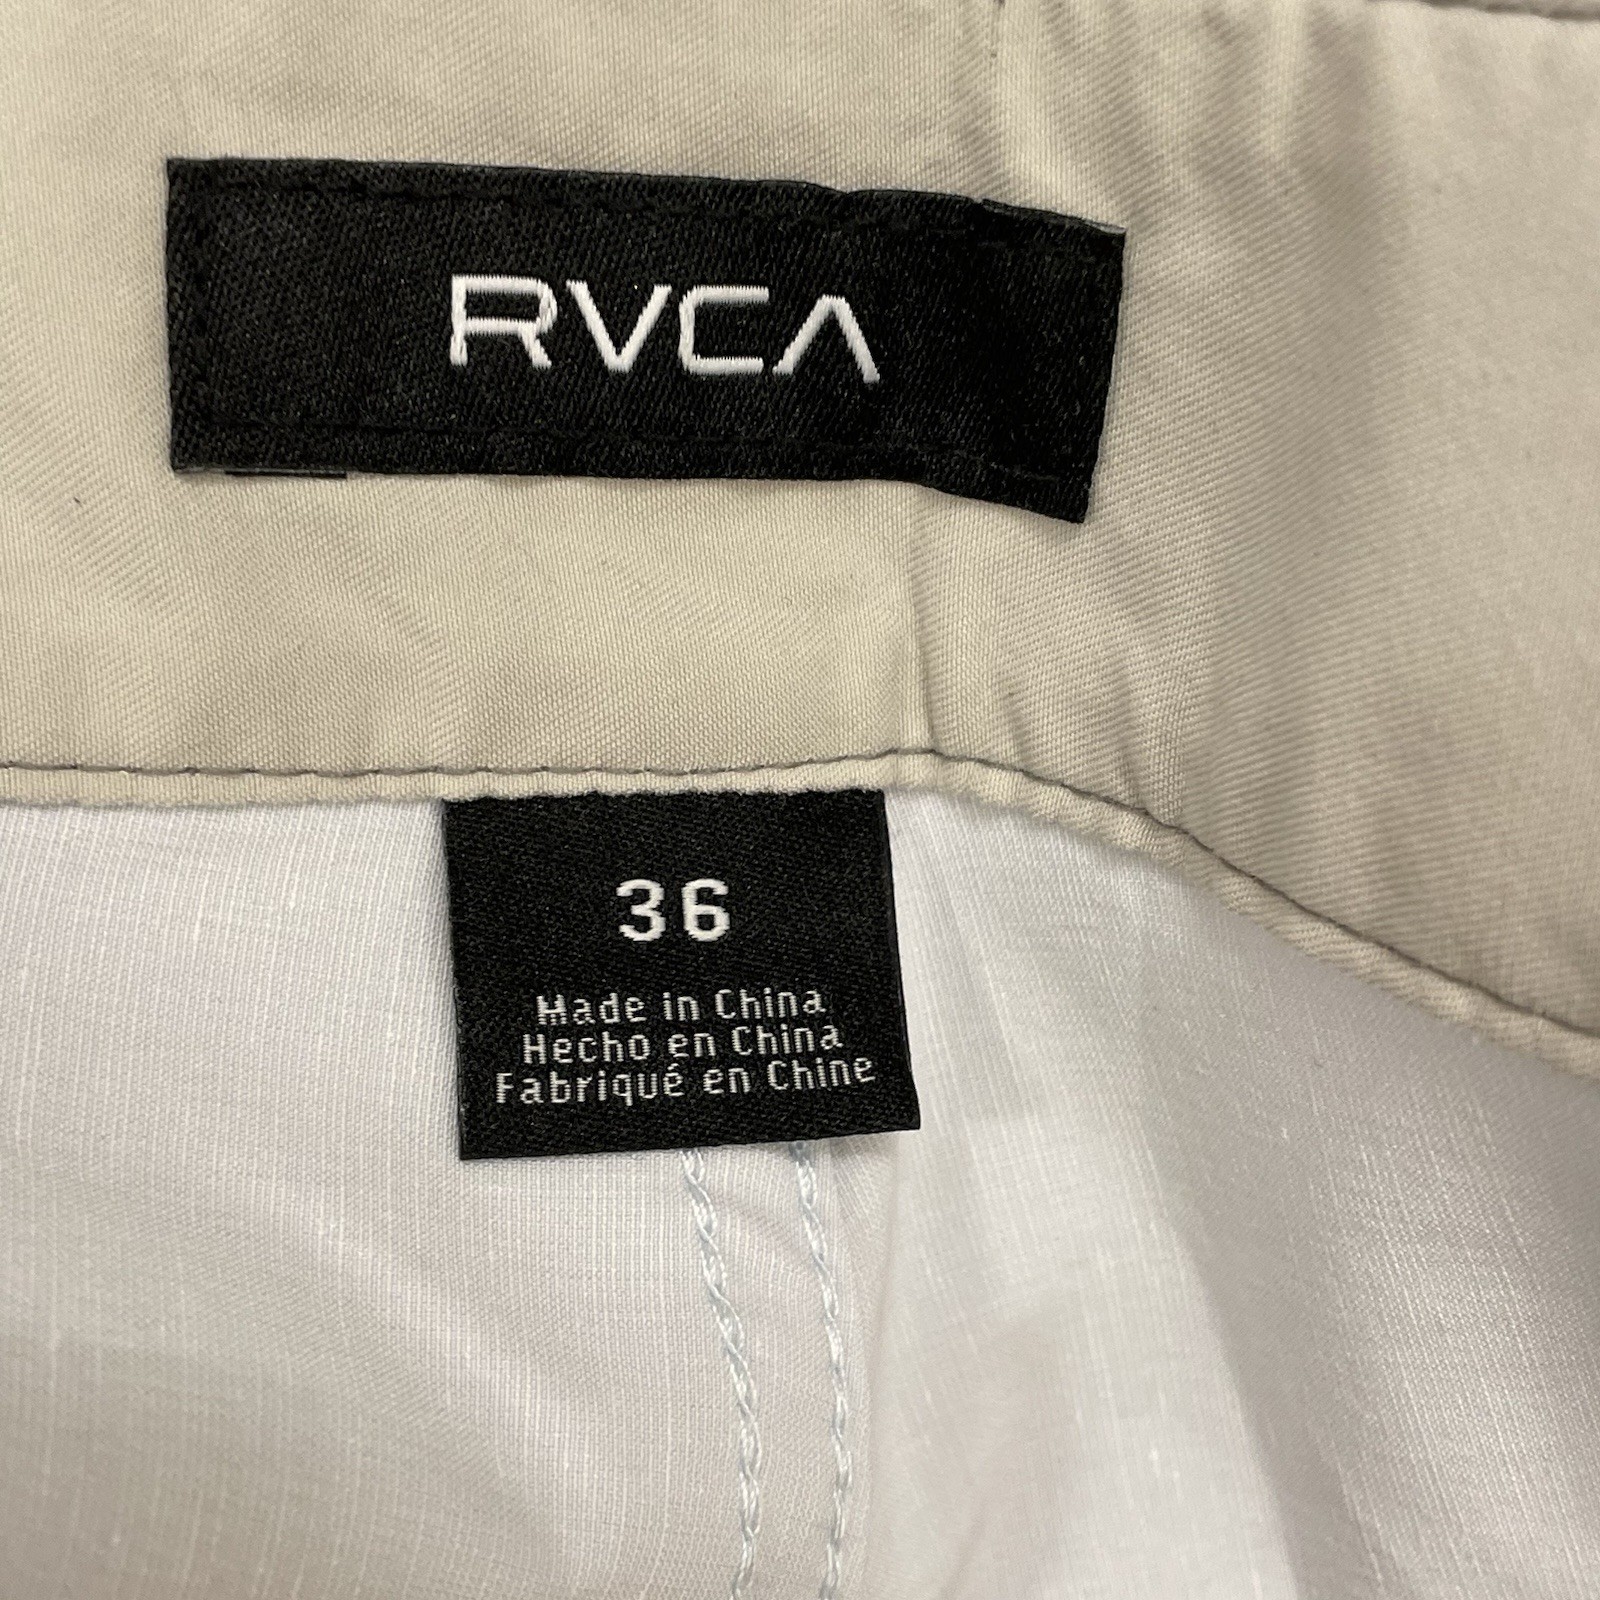 RVCA
36
Made in China
Hecho en China
Fabriqué en Chine